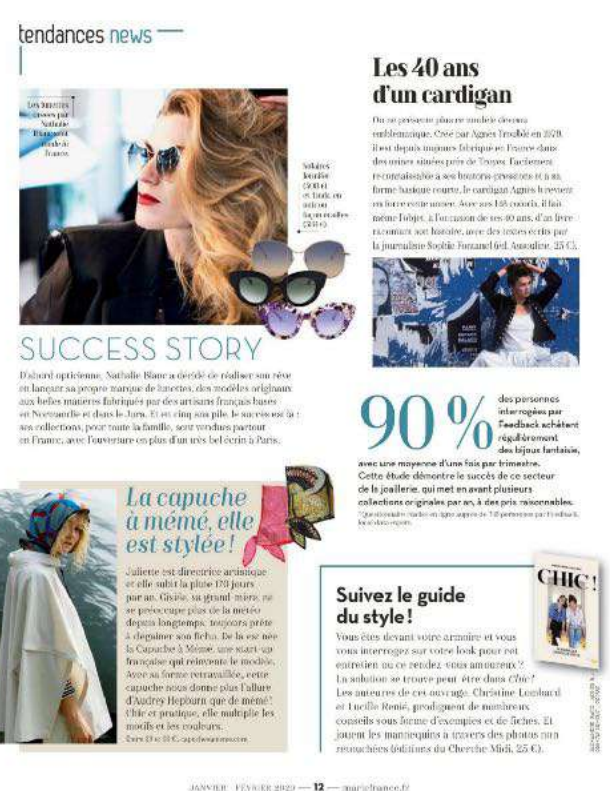 tendances news
Les lunettes
créées par
Nathalie
Blanc sont
made in
France.
Solaires
Jennifer
et
SUCCESS STORY
D'abord opticienne, Nathalie Blanc a décidé de réaliser son rêve
en lançant sa propre marque de lunettes, des modèles originaux
aux belles matières fabriqués par des artisans français basés
en Normandie et dans le Jura. Et en cinq ans pile, le succès est là :
ses collections, pour toute la famille, sont vendues partout
en France, avec l'ouverture en plus d'un très bel écrin à Paris.
Les 40 ans
d'un cardigan
On ne présente plus ce modèle devenu
emblématique. Créé par Agnès Troublé en 1979,
il est depuis toujours fabriqué en France dans
des usines situées près de Troyes. Facilement
reconnaissable à ses boutons-pressions et à sa
forme basique courte, le cardigan Agnès b revient
en force cette année. Avec ses 148 coloris, il fait
même l'objet, à l'occasion de ses 40 ans, d'un livre
racontant son histoire, avec des textes écrits par
la journaliste Sophie Fontanel (éd. Assouline, 25 €).
90 %
des personnes
interrogées par
Feedback achètent
régulièrement
des bijoux fantaisie,
avec une moyenne d'une fois par trimestre.
Cette étude démontre le succès de ce secteur
de la joaillerie, qui met en avant plusieurs
collections originales par an, à des prix raisonnables.
La capuche
à mémé, elle
est stylée !
Juliette est directrice artistique
et elle subit la pluie 170 jours
par an. Gisèle, sa grand-mère, ne
se préoccupe plus de la météo
depuis longtemps, toujours prête
à dégainer son fichu. De là est née
la Capuche à Mémé, une start-up
française qui réinvente le modèle.
Avec sa forme retravaillée, cette
capuche nous donne plus l'allure
d'Audrey Hepburn que de mémé !
Chic et pratique, elle multiplie les
motifs et les couleurs.
CHIC !
Suivez le guide
du style !
Vous êtes devant votre armoire et vous
vous interrogez sur votre look pour cet
entretien ou ce rendez-vous amoureux ?
La solution se trouve peut-être dans Chic !
Les auteures de cet ouvrage, Christine Lombard
et Lucille Renié, prodiguent de nombreux
conseils sous forme d'exemples et de fiches. Et
jouent les mannequins à travers des photos non
retouchées (éditions du Cherche Midi, 25 €).
JANVIER - FÉVRIER 2020 — 12 — mariefrance.fr